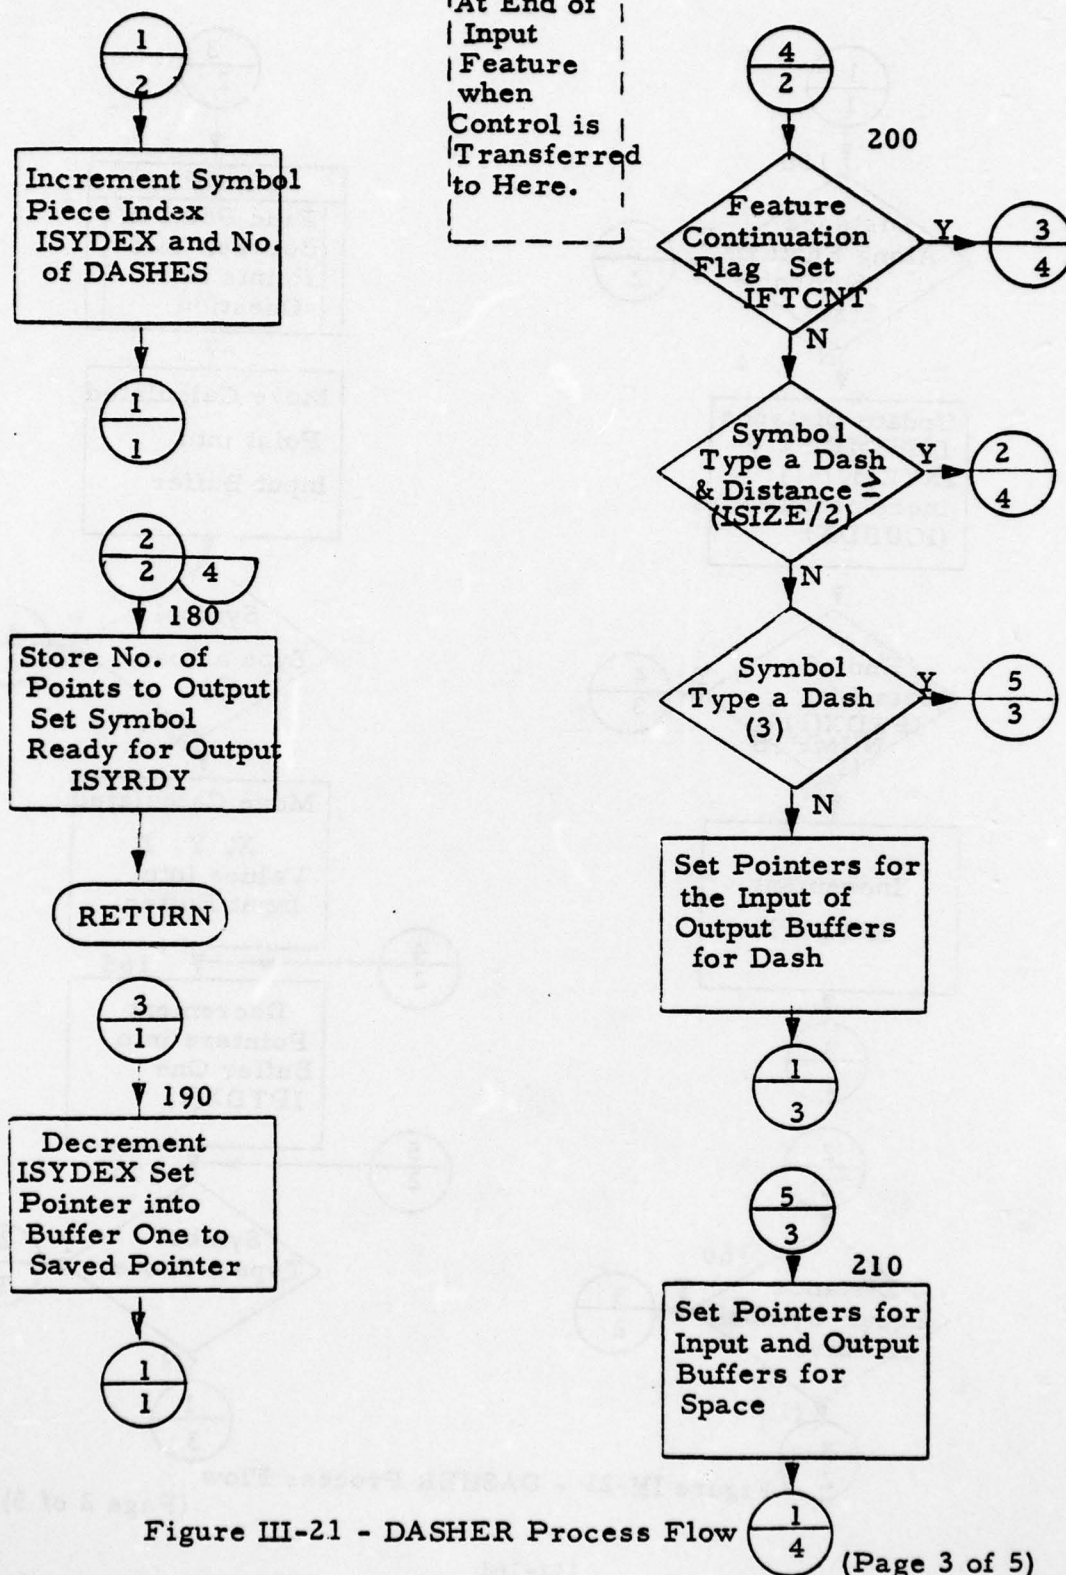 1
2
Increment Symbol
Piece Index
ISYDEX and No.
of DASHES
1
1
2
2
4
180
Store No. of
Points to Output
Set Symbol
Ready for Output
ISYRDY
RETURN
3
1
190
Decrement
ISYDEX Set
Pointer into
Buffer One to
Saved Pointer
1
1
At End of
Input
Feature
when
Control is
Transferred
to Here.
4
2
200
Feature
Continuation
Flag Set
IFTCNT
Y
3
4
N
Symbol
Type a Dash
& Distance ≥
(ISIZE/2)
Y
2
4
N
Symbol
Type a Dash
(3)
Y
5
3
N
Set Pointers for
the Input of
Output Buffers
for Dash
1
3
5
3
210
Set Pointers for
Input and Output
Buffers for
Space
1
4
Figure III-21 - DASHER Process Flow
(Page 3 of 5)